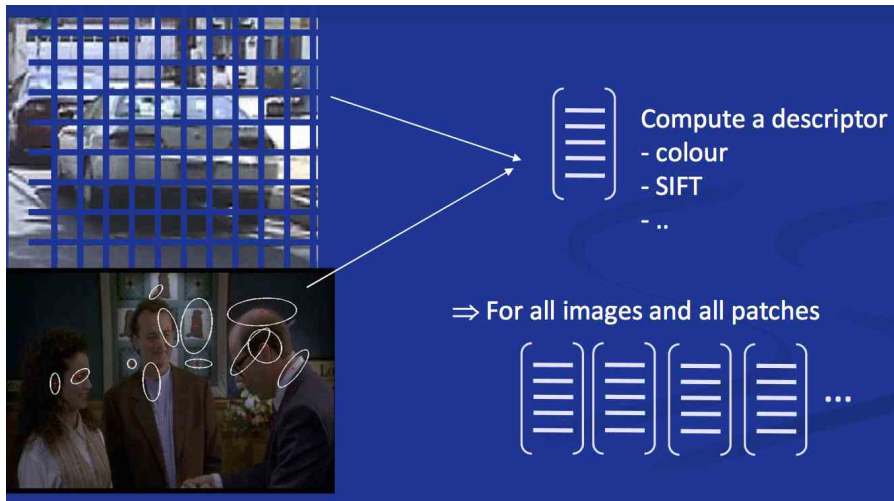 Compute a descriptor
- colour
- SIFT
- ..
⇒ For all images and all patches
...